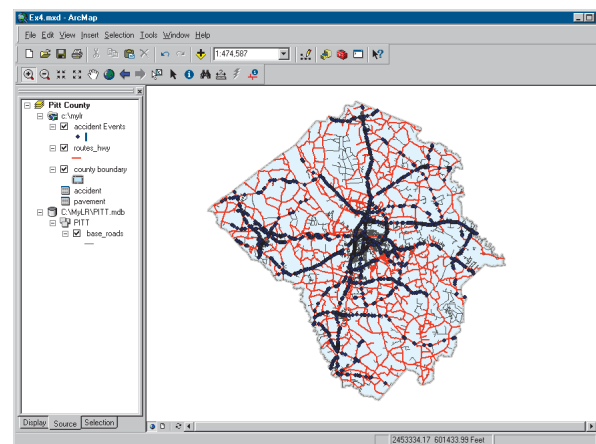 Ex4.mxd - ArcMap
File Edit View Insert Selection Tools Window Help
1:474,587
Pitt County
c:\mylr
accident Events
routes_hwy
county boundary
accident
pavement
C:\MyLR\PITT.mdb
PITT
base_roads
Display Source Selection
2453334.17 601433.99 Feet